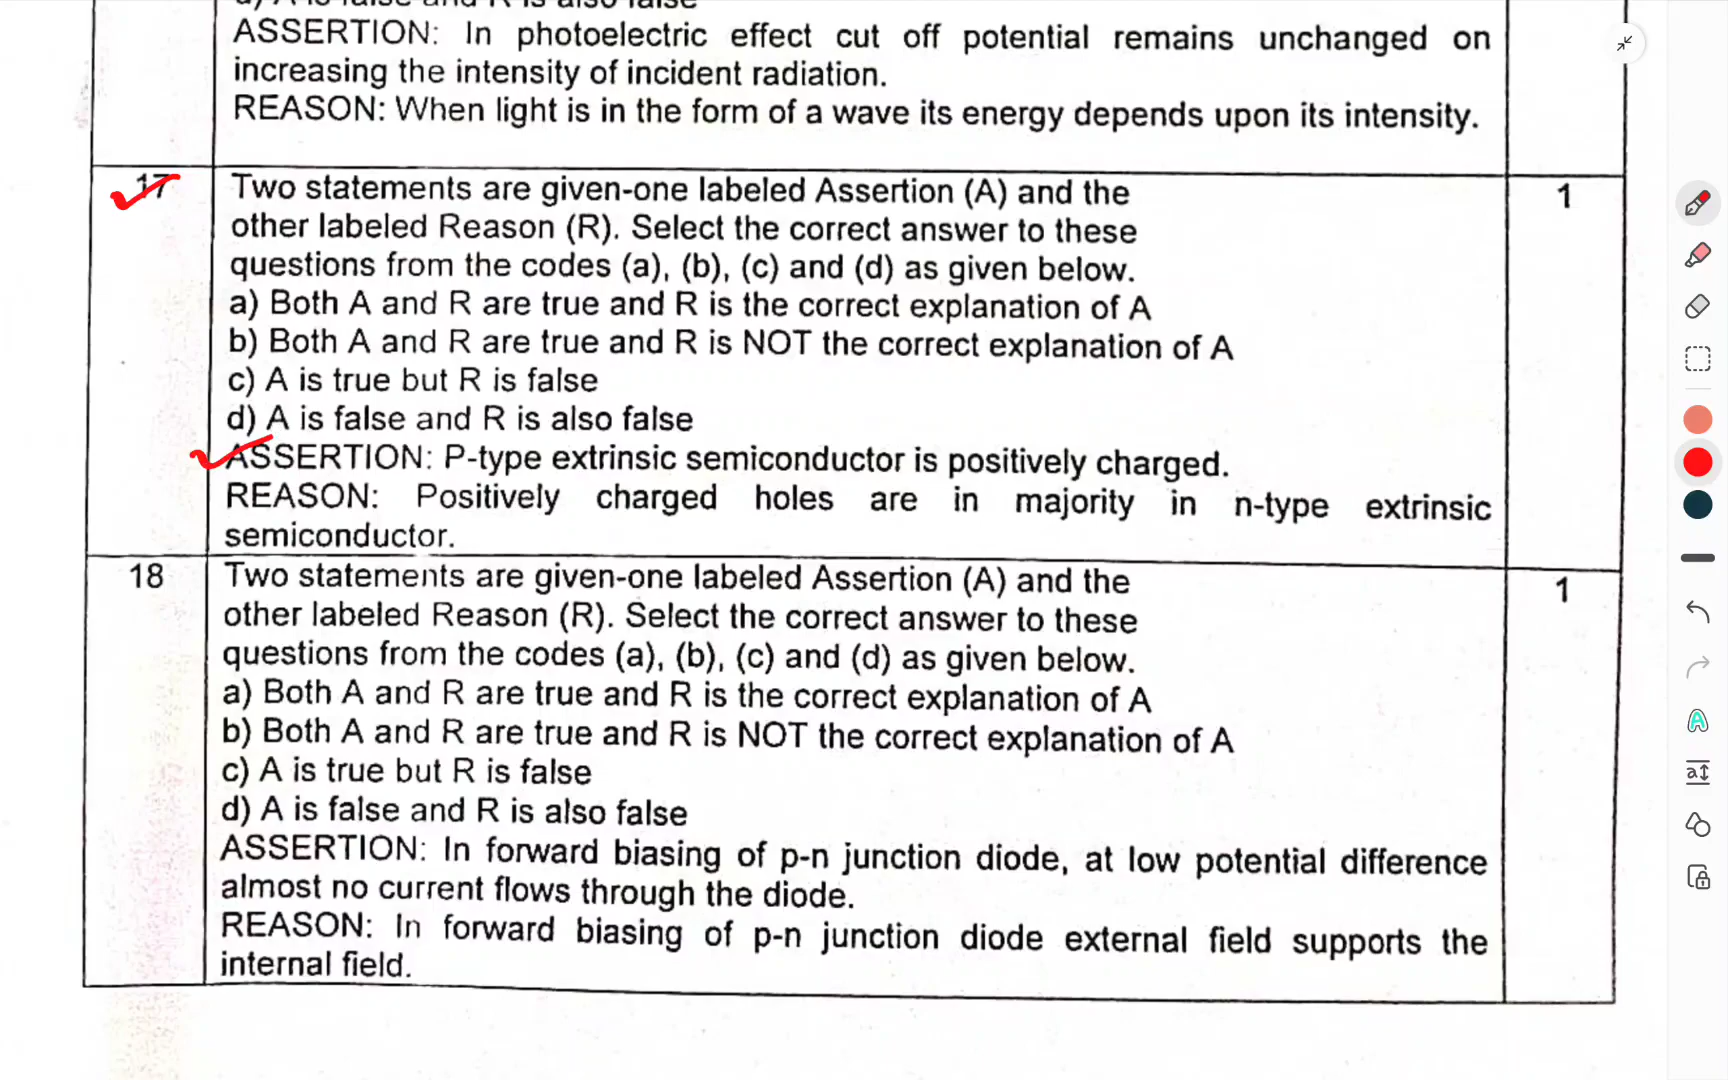 d) A is false and R is also false
ASSERTION: In photoelectric effect cut off potential remains unchanged on
increasing the intensity of incident radiation.
REASON: When light is in the form of a wave its energy depends upon its intensity.
17
Two statements are given-one labeled Assertion (A) and the
other labeled Reason (R). Select the correct answer to these
questions from the codes (a), (b), (c) and (d) as given below.
a) Both A and R are true and R is the correct explanation of A
b) Both A and R are true and R is NOT the correct explanation of A
c) A is true but R is false
d) A is false and R is also false
ASSERTION: P-type extrinsic semiconductor is positively charged.
REASON: Positively charged holes are in majority in n-type extrinsic
semiconductor.
1
18
Two statements are given-one labeled Assertion (A) and the
other labeled Reason (R). Select the correct answer to these
questions from the codes (a), (b), (c) and (d) as given below.
a) Both A and R are true and R is the correct explanation of A
b) Both A and R are true and R is NOT the correct explanation of A
c) A is true but R is false
d) A is false and R is also false
ASSERTION: In forward biasing of p-n junction diode, at low potential difference
almost no current flows through the diode.
REASON: In forward biasing of p-n junction diode external field supports the
internal field.
1
A
a